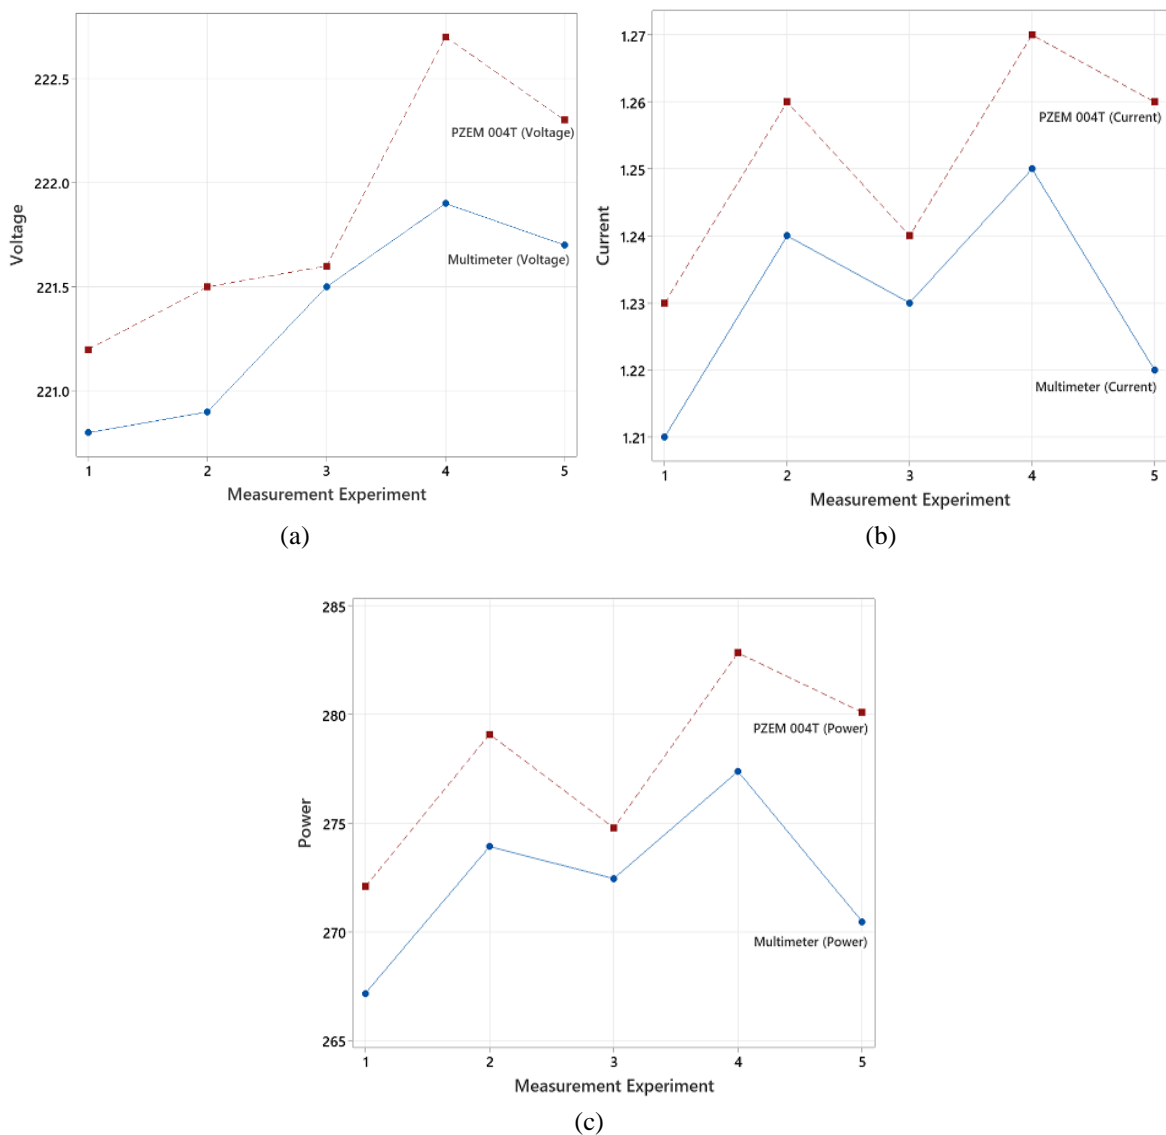 222.5
222.0
221.5
221.0
Voltage
PZEM 004T (Voltage)
Multimeter (Voltage)
1 2 3 4 5
Measurement Experiment
(a)
1.27
1.26
1.25
1.24
1.23
1.22
1.21
Current
PZEM 004T (Current)
Multimeter (Current)
1 2 3 4 5
Measurement Experiment
(b)
285
280
275
270
265
Power
PZEM 004T (Power)
Multimeter (Power)
1 2 3 4 5
Measurement Experiment
(c)